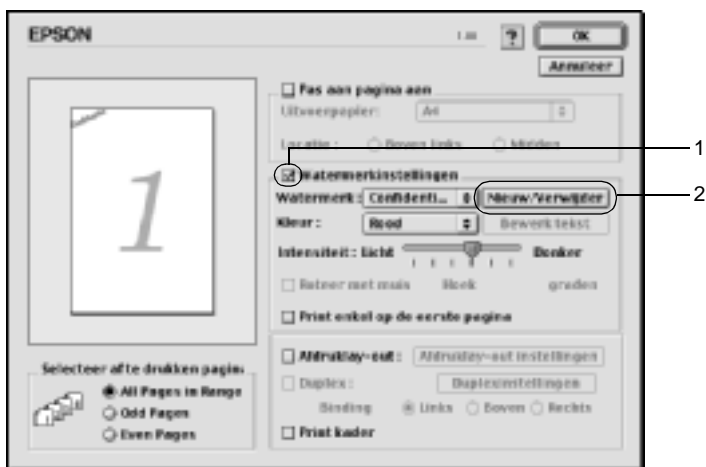 EPSON
OK
Annuleer
Pas aan pagina aan
Uitvoerpapier: A4
Locatie: Boven links Midden
1
Watermerkinstellingen
Watermerk: Confidenti... Nieuw/Verwijder
2
Kleur: Rood Bewerk tekst
Intensiteit: Licht Donker
Roteer met muis Hoek graden
Print enkel op de eerste pagina
1
Selecteer af te drukken pagina
All Pages in Range
Odd Pages
Even Pages
Afdruklay-out: Afdruklay-out instellingen
Duplex: Duplexinstellingen
Binding Links Boven Rechts
Print kader